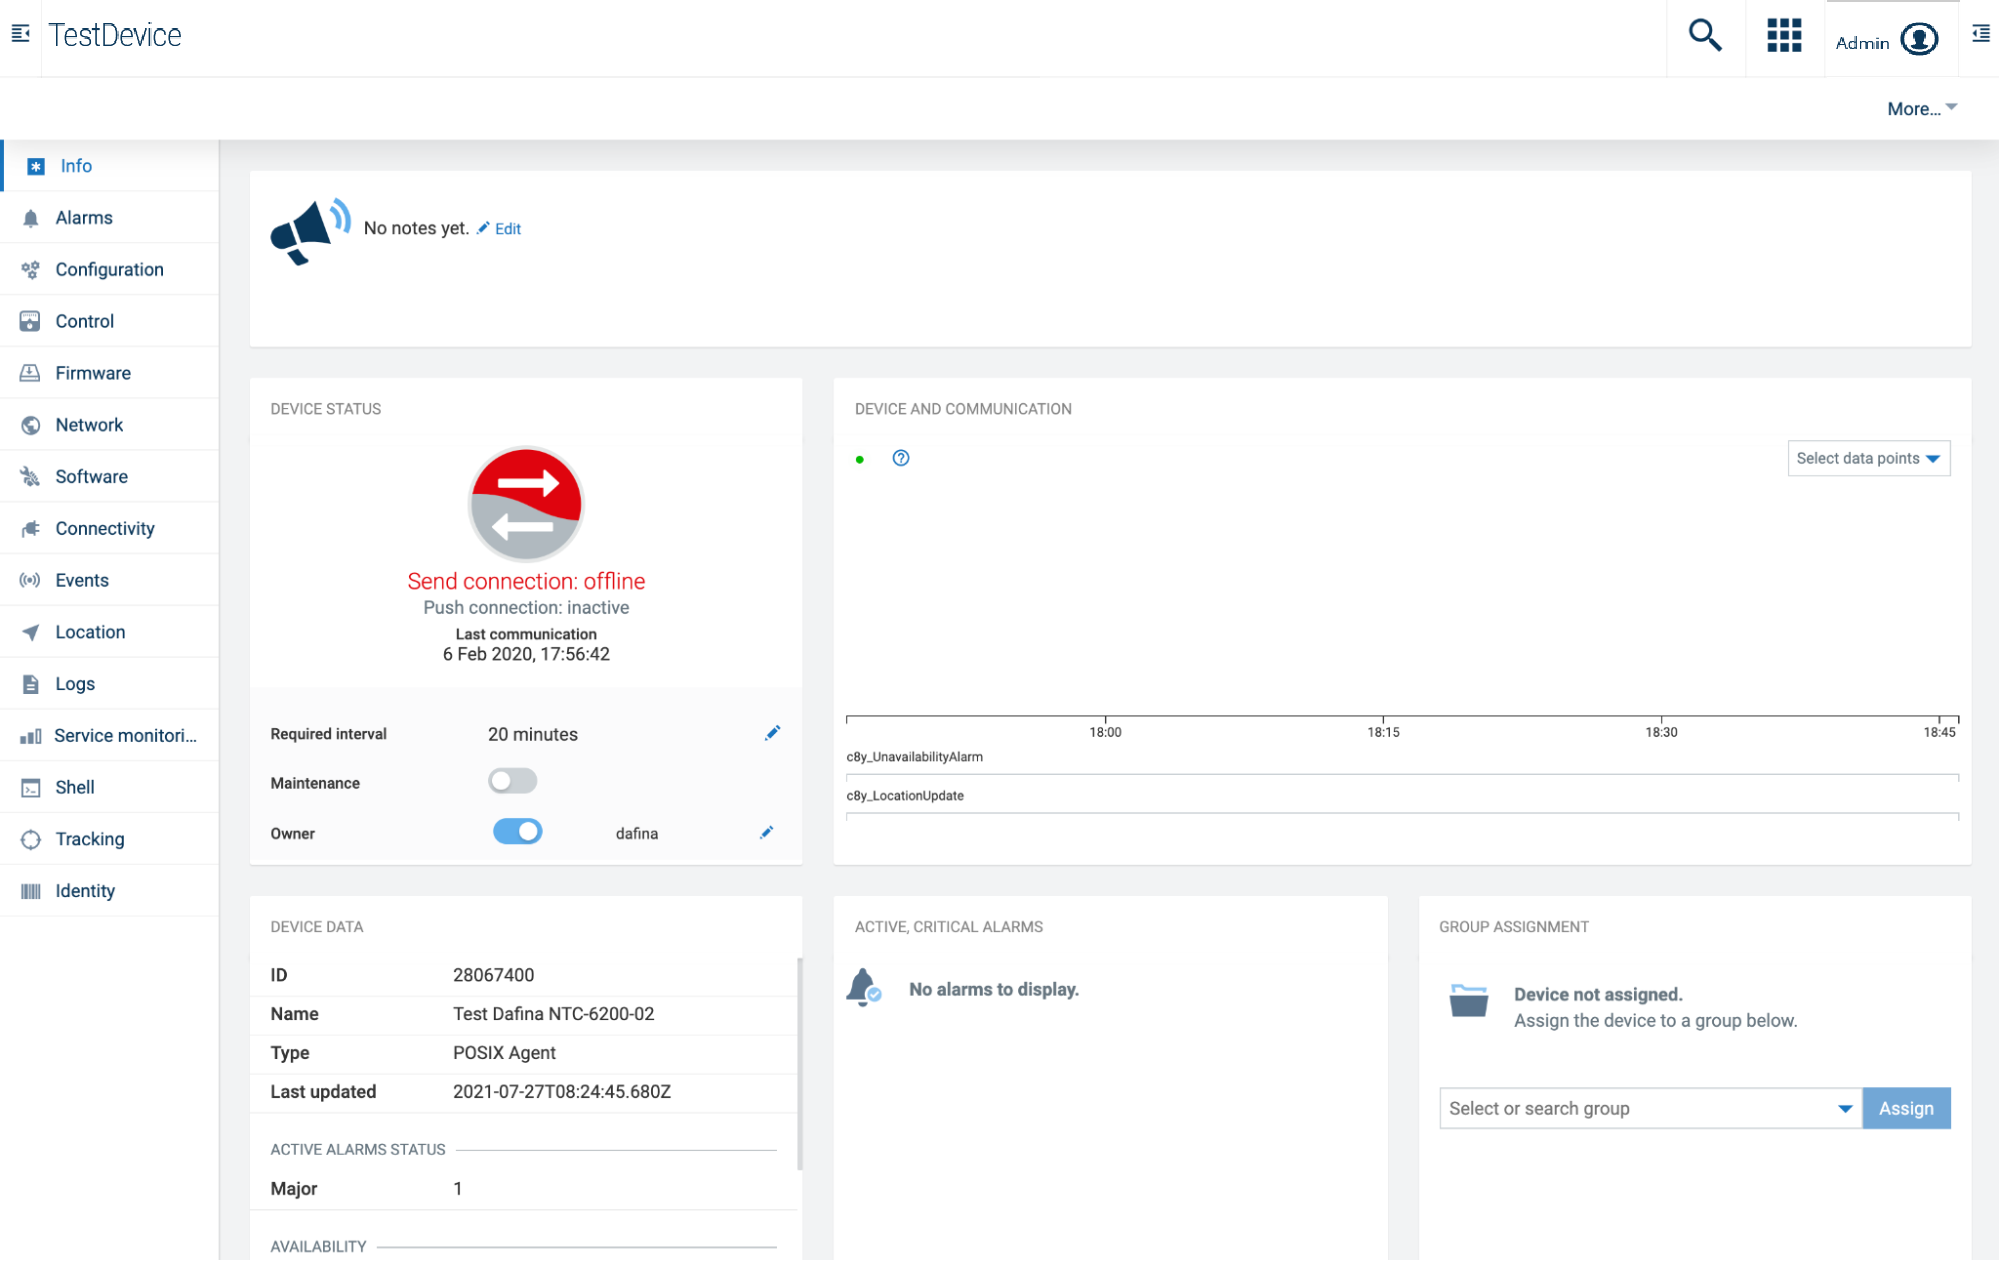 TestDevice
Admin
More...
Info
Alarms
Configuration
Control
Firmware
Network
Software
Connectivity
Events
Location
Logs
Service monitori...
Shell
Tracking
Identity
No notes yet. Edit
DEVICE STATUS
Send connection: offline
Push connection: inactive
Last communication
6 Feb 2020, 17:56:42
Required interval 20 minutes
Maintenance
Owner dafina
DEVICE AND COMMUNICATION
Select data points
18:00 18:15 18:30 18:45
c8y_UnavailabilityAlarm
c8y_LocationUpdate
DEVICE DATA
ID 28067400
Name Test Dafina NTC-6200-02
Type POSIX Agent
Last updated 2021-07-27T08:24:45.680Z
ACTIVE ALARMS STATUS
Major 1
AVAILABILITY
ACTIVE, CRITICAL ALARMS
No alarms to display.
GROUP ASSIGNMENT
Device not assigned.
Assign the device to a group below.
Select or search group Assign